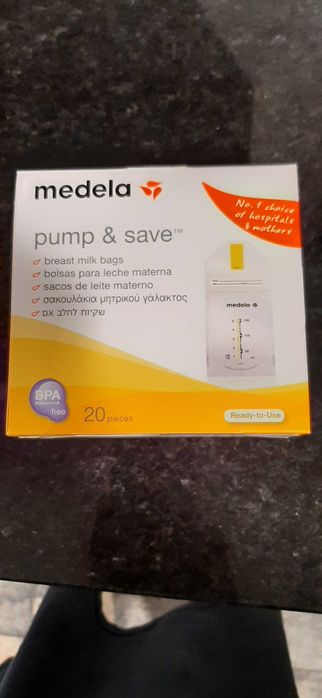 medela
No. 1 choice
of hospitals
& mothers
pump & save™
breast milk bags
bolsas para leche materna
sacos de leite materno
σακουλάκια μητρικού γάλακτος
שקיות לחלב אם
medela
BPA
free
20 pieces
Ready-to-Use